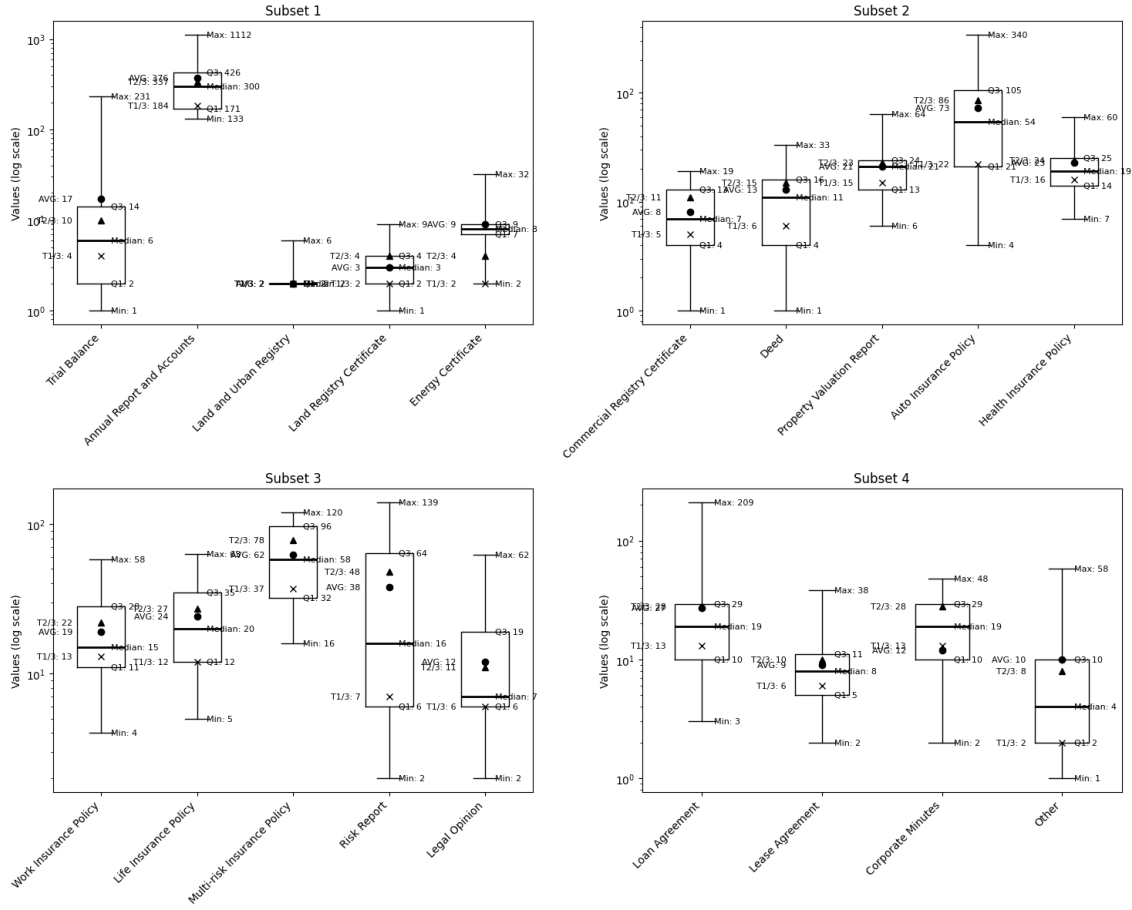 Subset 1
Values (log scale)
10³
10²
10⁰
Max: 231
AVG: 17
Q3: 14
T2/3: 10
Median: 6
T1/3: 4
Q1: 2
Min: 1
Max: 1112
Q3: 426
AVG: 376
Median: 300
T1/3: 184
Q1: 171
Min: 133
Max: 6
T1/3: 2
Max: 9
T2/3: 4
Q3: 4
AVG: 3
Median: 3
T1/3: 2
Q1: 2
Min: 1
Max: 32
AVG: 9
Q3: 9
Median: 8
Q1: 7
T2/3: 4
T1/3: 2
Min: 2
Trial Balance
Annual Report and Accounts
Land and Urban Registry
Land Registry Certificate
Energy Certificate
Subset 2
Values (log scale)
10²
10¹
10⁰
Max: 19
Q3: 13
T2/3: 11
AVG: 8
Median: 7
T1/3: 5
Q1: 4
Min: 1
Max: 33
Q3: 16
T2/3: 15
AVG: 13
Median: 11
T1/3: 6
Q1: 4
Min: 1
Max: 64
Q3: 24
T2/3: 23
AVG: 21
Median: 21
T1/3: 15
Q1: 13
Min: 6
Max: 340
Q3: 105
T2/3: 86
AVG: 73
Median: 54
T1/3: 22
Q1: 21
Min: 4
Max: 60
Q3: 25
T2/3: 24
AVG: 23
Median: 19
T1/3: 16
Q1: 14
Min: 7
Commercial Registry Certificate
Deed
Property Valuation Report
Auto Insurance Policy
Health Insurance Policy
Subset 3
Values (log scale)
10²
10¹
Max: 58
T2/3: 22
AVG: 19
Median: 15
T1/3: 13
Q1: 11
Min: 4
Q3: 35
T2/3: 27
AVG: 24
Median: 20
T1/3: 12
Q1: 12
Min: 5
Max: 120
Q3: 96
T2/3: 78
AVG: 62
Median: 58
T1/3: 37
Q1: 32
Min: 16
Max: 139
Q3: 64
T2/3: 48
AVG: 38
Median: 16
T1/3: 7
Q1: 6
Min: 2
Max: 62
Q3: 19
AVG: 12
T2/3: 11
Median: 7
T1/3: 6
Q1: 6
Min: 2
Work Insurance Policy
Life Insurance Policy
Multi-risk Insurance Policy
Risk Report
Legal Opinion
Subset 4
Values (log scale)
10²
10¹
10⁰
Max: 209
Q3: 29
Median: 19
T1/3: 13
Q1: 10
Min: 3
Max: 38
Q3: 11
T2/3: 10
AVG: 9
Median: 8
T1/3: 6
Q1: 5
Min: 2
Max: 48
Q3: 29
T2/3: 28
Median: 19
T1/3: 13
AVG: 12
Q1: 10
Min: 2
Max: 58
AVG: 10
Q3: 10
T2/3: 8
Median: 4
T1/3: 2
Q1: 2
Min: 1
Loan Agreement
Lease Agreement
Corporate Minutes
Other